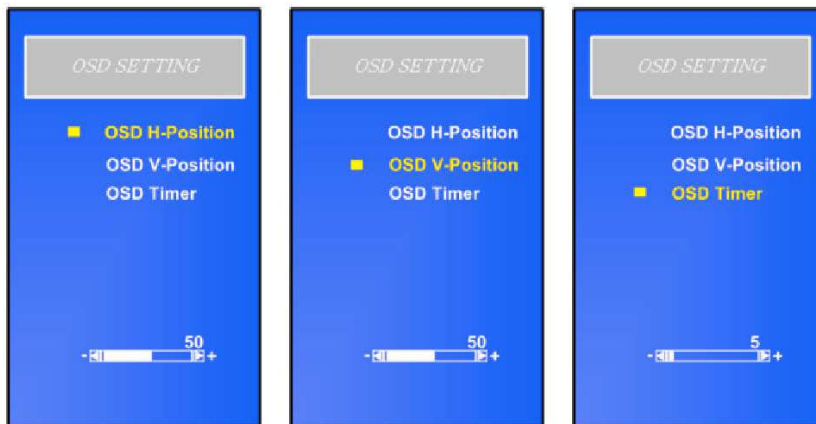 OSD SETTING
OSD H-Position
OSD V-Position
OSD Timer
50
- +
OSD SETTING
OSD H-Position
OSD V-Position
OSD Timer
50
- +
OSD SETTING
OSD H-Position
OSD V-Position
OSD Timer
5
- +